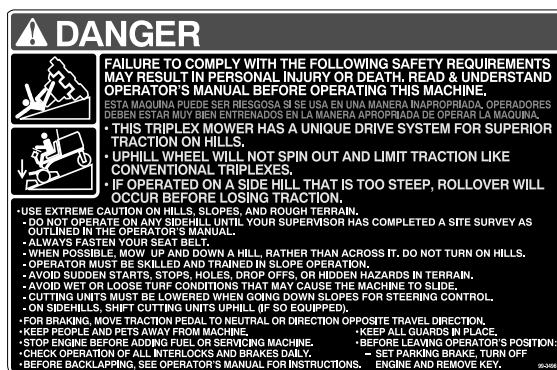 DANGER
FAILURE TO COMPLY WITH THE FOLLOWING SAFETY REQUIREMENTS
MAY RESULT IN PERSONAL INJURY OR DEATH. READ & UNDERSTAND
OPERATOR'S MANUAL BEFORE OPERATING THIS MACHINE.
ESTA MAQUINA PUEDE SER RIESGOSA SI SE USA EN UNA MANERA INAPROPRIADA. OPERADORES
DEBEN ESTAR MUY BIEN ENTRENADOS EN LA MANERA APROPRIADA DE OPERAR LA MAQUINA.
• THIS TRIPLEX MOWER HAS A UNIQUE DRIVE SYSTEM FOR SUPERIOR
TRACTION ON HILLS.
• UPHILL WHEEL WILL NOT SPIN OUT AND LIMIT TRACTION LIKE
CONVENTIONAL TRIPLEXES.
• IF OPERATED ON A SIDE HILL THAT IS TOO STEEP, ROLLOVER WILL
OCCUR BEFORE LOSING TRACTION.
•USE EXTREME CAUTION ON HILLS, SLOPES, AND ROUGH TERRAIN.
- DO NOT OPERATE ON ANY SIDEHILL UNTIL YOUR SUPERVISOR HAS COMPLETED A SITE SURVEY AS
OUTLINED IN THE OPERATOR'S MANUAL.
- ALWAYS FASTEN YOUR SEAT BELT.
- WHEN POSSIBLE, MOW UP AND DOWN A HILL, RATHER THAN ACROSS IT. DO NOT TURN ON HILLS.
- OPERATOR MUST BE SKILLED AND TRAINED IN SLOPE OPERATION.
- AVOID SUDDEN STARTS, STOPS, HOLES, DROP OFFS, OR HIDDEN HAZARDS IN TERRAIN.
- AVOID WET OR LOOSE TURF CONDITIONS THAT MAY CAUSE THE MACHINE TO SLIDE.
- CUTTING UNITS MUST BE LOWERED WHEN GOING DOWN SLOPES FOR STEERING CONTROL.
- ON SIDEHILLS, SHIFT CUTTING UNITS UPHILL (IF SO EQUIPPED).
•FOR BRAKING, MOVE TRACTION PEDAL TO NEUTRAL OR DIRECTION OPPOSITE TRAVEL DIRECTION.
•KEEP PEOPLE AND PETS AWAY FROM MACHINE.
•STOP ENGINE BEFORE ADDING FUEL OR SERVICING MACHINE.
•CHECK OPERATION OF ALL INTERLOCKS AND BRAKES DAILY.
•BEFORE BACKLAPPING, SEE OPERATOR'S MANUAL FOR INSTRUCTIONS.
•KEEP ALL GUARDS IN PLACE.
•BEFORE LEAVING OPERATOR'S POSITION:
- SET PARKING BRAKE, TURN OFF
ENGINE AND REMOVE KEY.